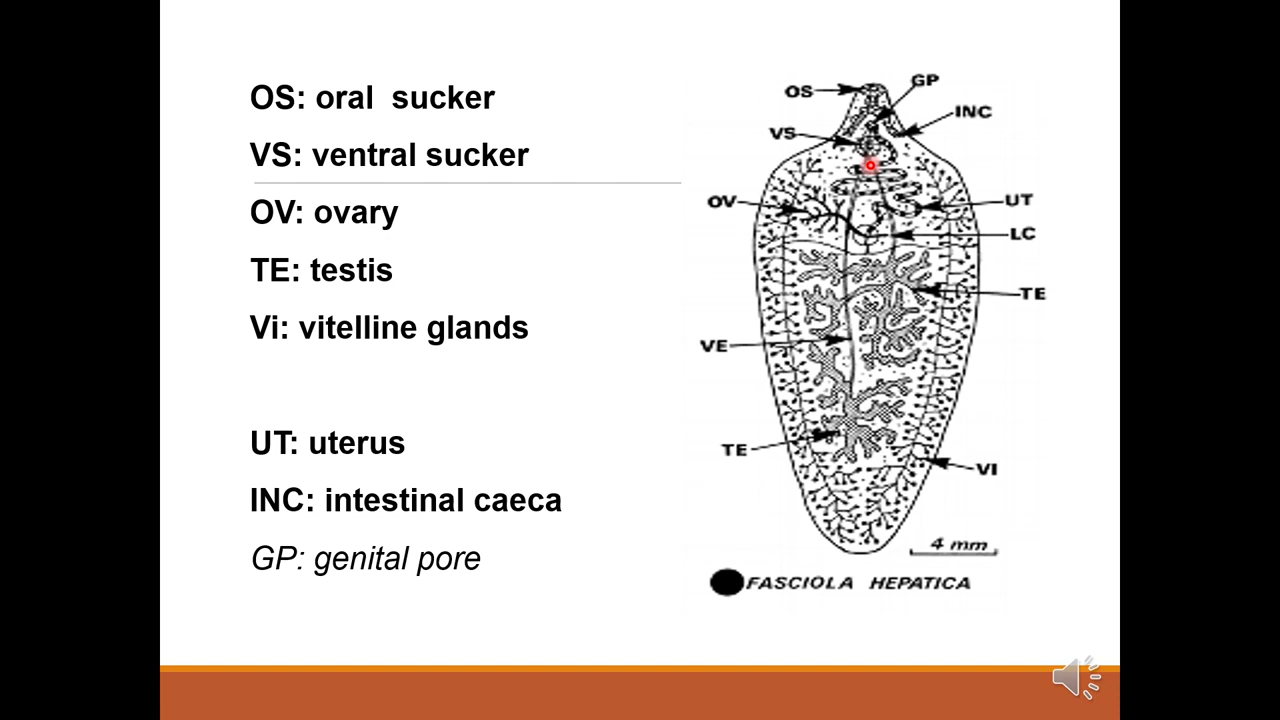 OS: oral sucker
VS: ventral sucker
OV: ovary
TE: testis
Vi: vitelline glands
UT: uterus
INC: intestinal caeca
GP: genital pore
OS
GP
INC
VS
OV
UT
LC
TE
VE
TE
VI
4 mm
FASCIOLA HEPATICA